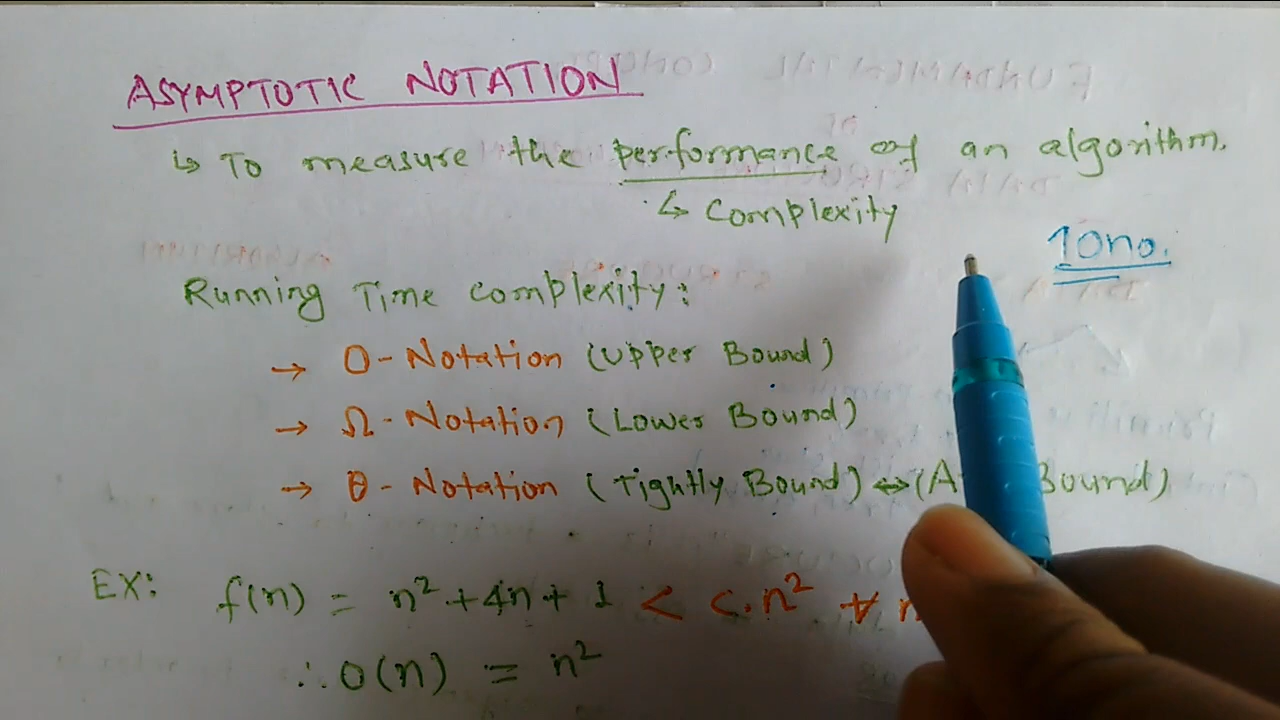 ASYMPTOTIC NOTATION
↳ To measure the performance of an algorithm.
↳ Complexity
10no.
Running Time complexity:
→ O-Notation (Upper Bound)
→ Ω-Notation (Lower Bound)
→ θ-Notation (Tightly Bound) ↔ (A Bound)
EX: f(n) = n²+4n+1 < c.n² ∀ n
∴ O(n) = n²